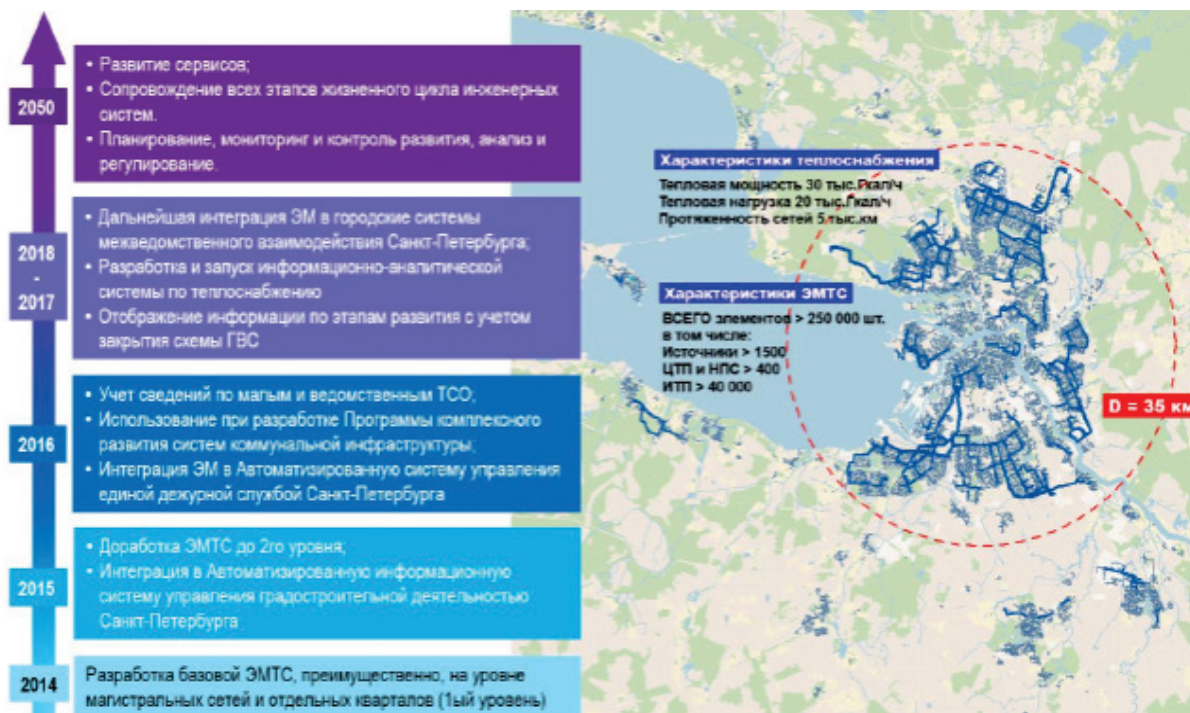 2050
• Развитие сервисов;
• Сопровождение всех этапов жизненного цикла инженерных
систем.
• Планирование, мониторинг и контроль развития, анализ и
регулирование.
2018
-
2017
• Дальнейшая интеграция ЭМ в городские системы
межведомственного взаимодействия Санкт-Петербурга;
• Разработка и запуск информационно-аналитической
системы по теплоснабжению
• Отображение информации по этапам развития с учетом
закрытия схемы ГВС
2016
• Учет сведений по малым и ведомственным ТСО;
• Использование при разработке Программы комплексного
развития систем коммунальной инфраструктуры;
• Интеграция ЭМ в Автоматизированную систему управления
единой дежурной службой Санкт-Петербурга
2015
• Доработка ЭМТС до 2го уровня;
• Интеграция в Автоматизированную информационную
систему управления градостроительной деятельностью
Санкт-Петербурга
2014
Разработка базовой ЭМТС, преимущественно, на уровне
магистральных сетей и отдельных кварталов (1ый уровень)
Характеристики теплоснабжения
Тепловая мощность 30 тыс.Гкал/ч
Тепловая нагрузка 20 тыс.Гкал/ч
Протяженность сетей 5 тыс.км
Характеристики ЭМТС
ВСЕГО элементов > 250 000 шт.
в том числе:
Источники > 1500
ЦТП и НПС > 400
ИТП > 40 000
D = 35 км